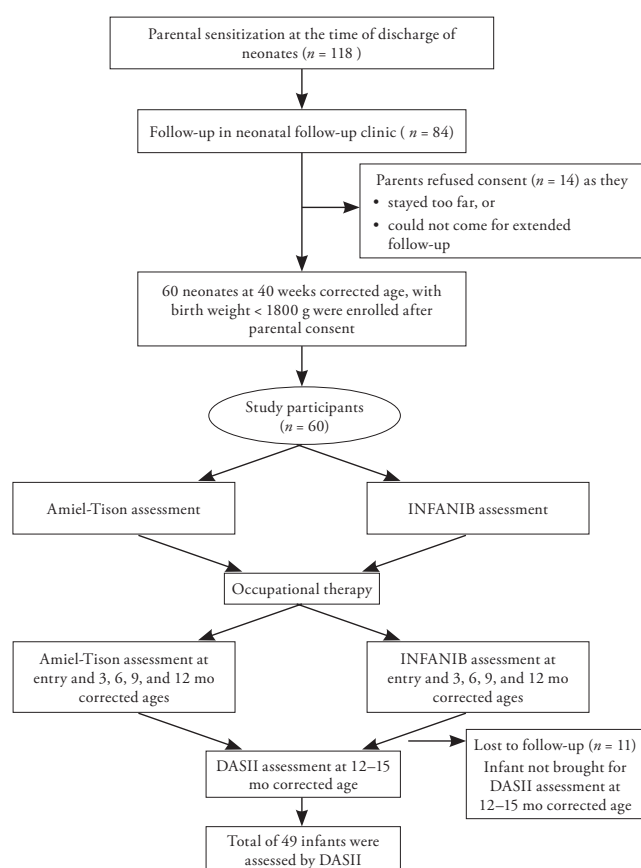 Parental sensitization at the time of discharge of
neonates (n = 118 )
Follow-up in neonatal follow-up clinic ( n = 84)
Parents refused consent (n = 14) as they
• stayed too far, or
• could not come for extended
follow-up
60 neonates at 40 weeks corrected age, with
birth weight < 1800 g were enrolled after
parental consent
Study participants
(n = 60)
Amiel-Tison assessment
INFANIB assessment
Occupational therapy
Amiel-Tison assessment at
entry and 3, 6, 9, and 12 mo
corrected ages
INFANIB assessment at
entry and 3, 6, 9, and 12 mo
corrected ages
DASII assessment at 12–15
mo corrected age
Lost to follow-up (n = 11)
Infant not brought for
DASII assessment at
12–15 mo corrected age
Total of 49 infants were
assessed by DASII